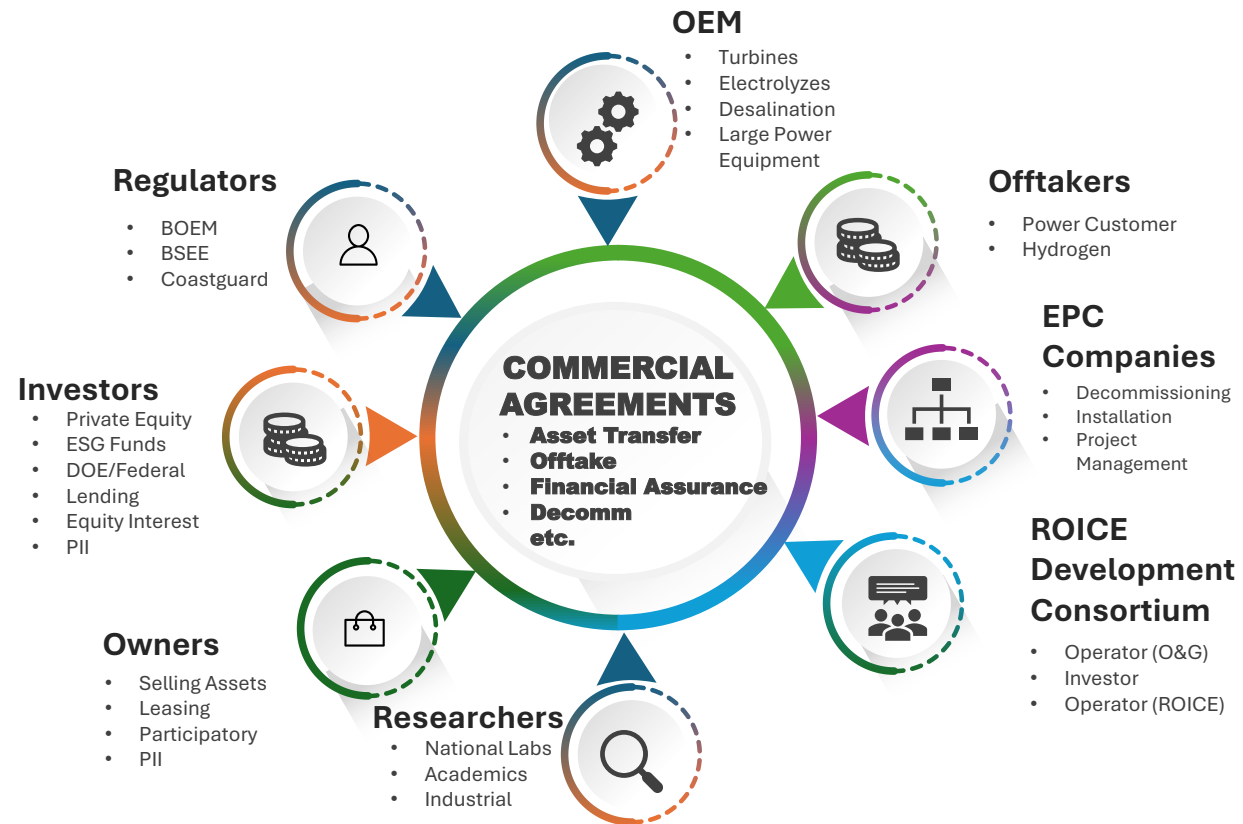 OEM
• Turbines
• Electrolyzes
• Desalination
• Large Power
Equipment
Regulators
• BOEM
• BSEE
• Coastguard
Offtakers
• Power Customer
• Hydrogen
EPC
Companies
• Decommissioning
• Installation
• Project
Management
COMMERCIAL
AGREEMENTS
• Asset Transfer
• Offtake
• Financial Assurance
• Decomm
etc.
Investors
• Private Equity
• ESG Funds
• DOE/Federal
• Lending
• Equity Interest
• PII
ROICE
Development
Consortium
• Operator (O&G)
• Investor
• Operator (ROICE)
Owners
• Selling Assets
• Leasing
• Participatory
• PII
Researchers
• National Labs
• Academics
• Industrial